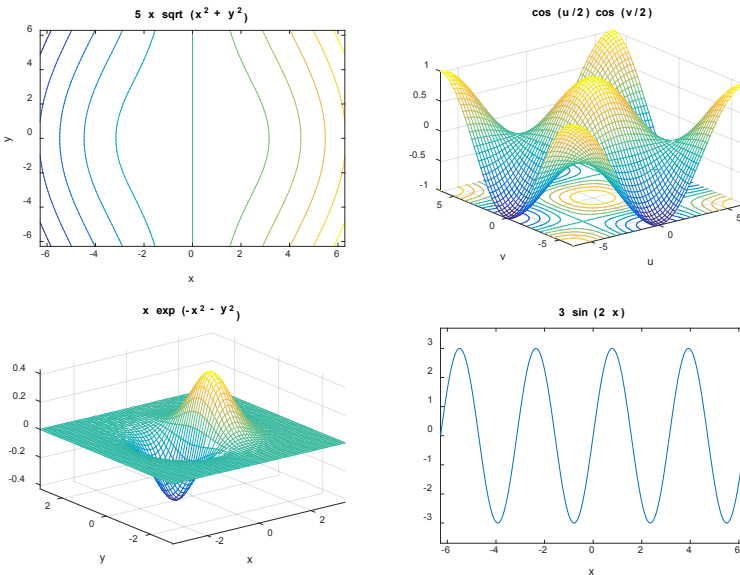 5 x sqrt (x² + y²)
6
4
2
0
-2
-4
-6
y
-6 -4 -2 0 2 4 6
x
cos (u/2) cos (v/2)
1
0.5
0
-0.5
-1
5 0 -5
v
-5 0 5
u
x exp (-x² - y²)
0.4
0.2
0
-0.2
-0.4
2 0 -2
y
-2 0 2
x
3 sin (2 x)
3
2
1
0
-1
-2
-3
-6 -4 -2 0 2 4 6
x